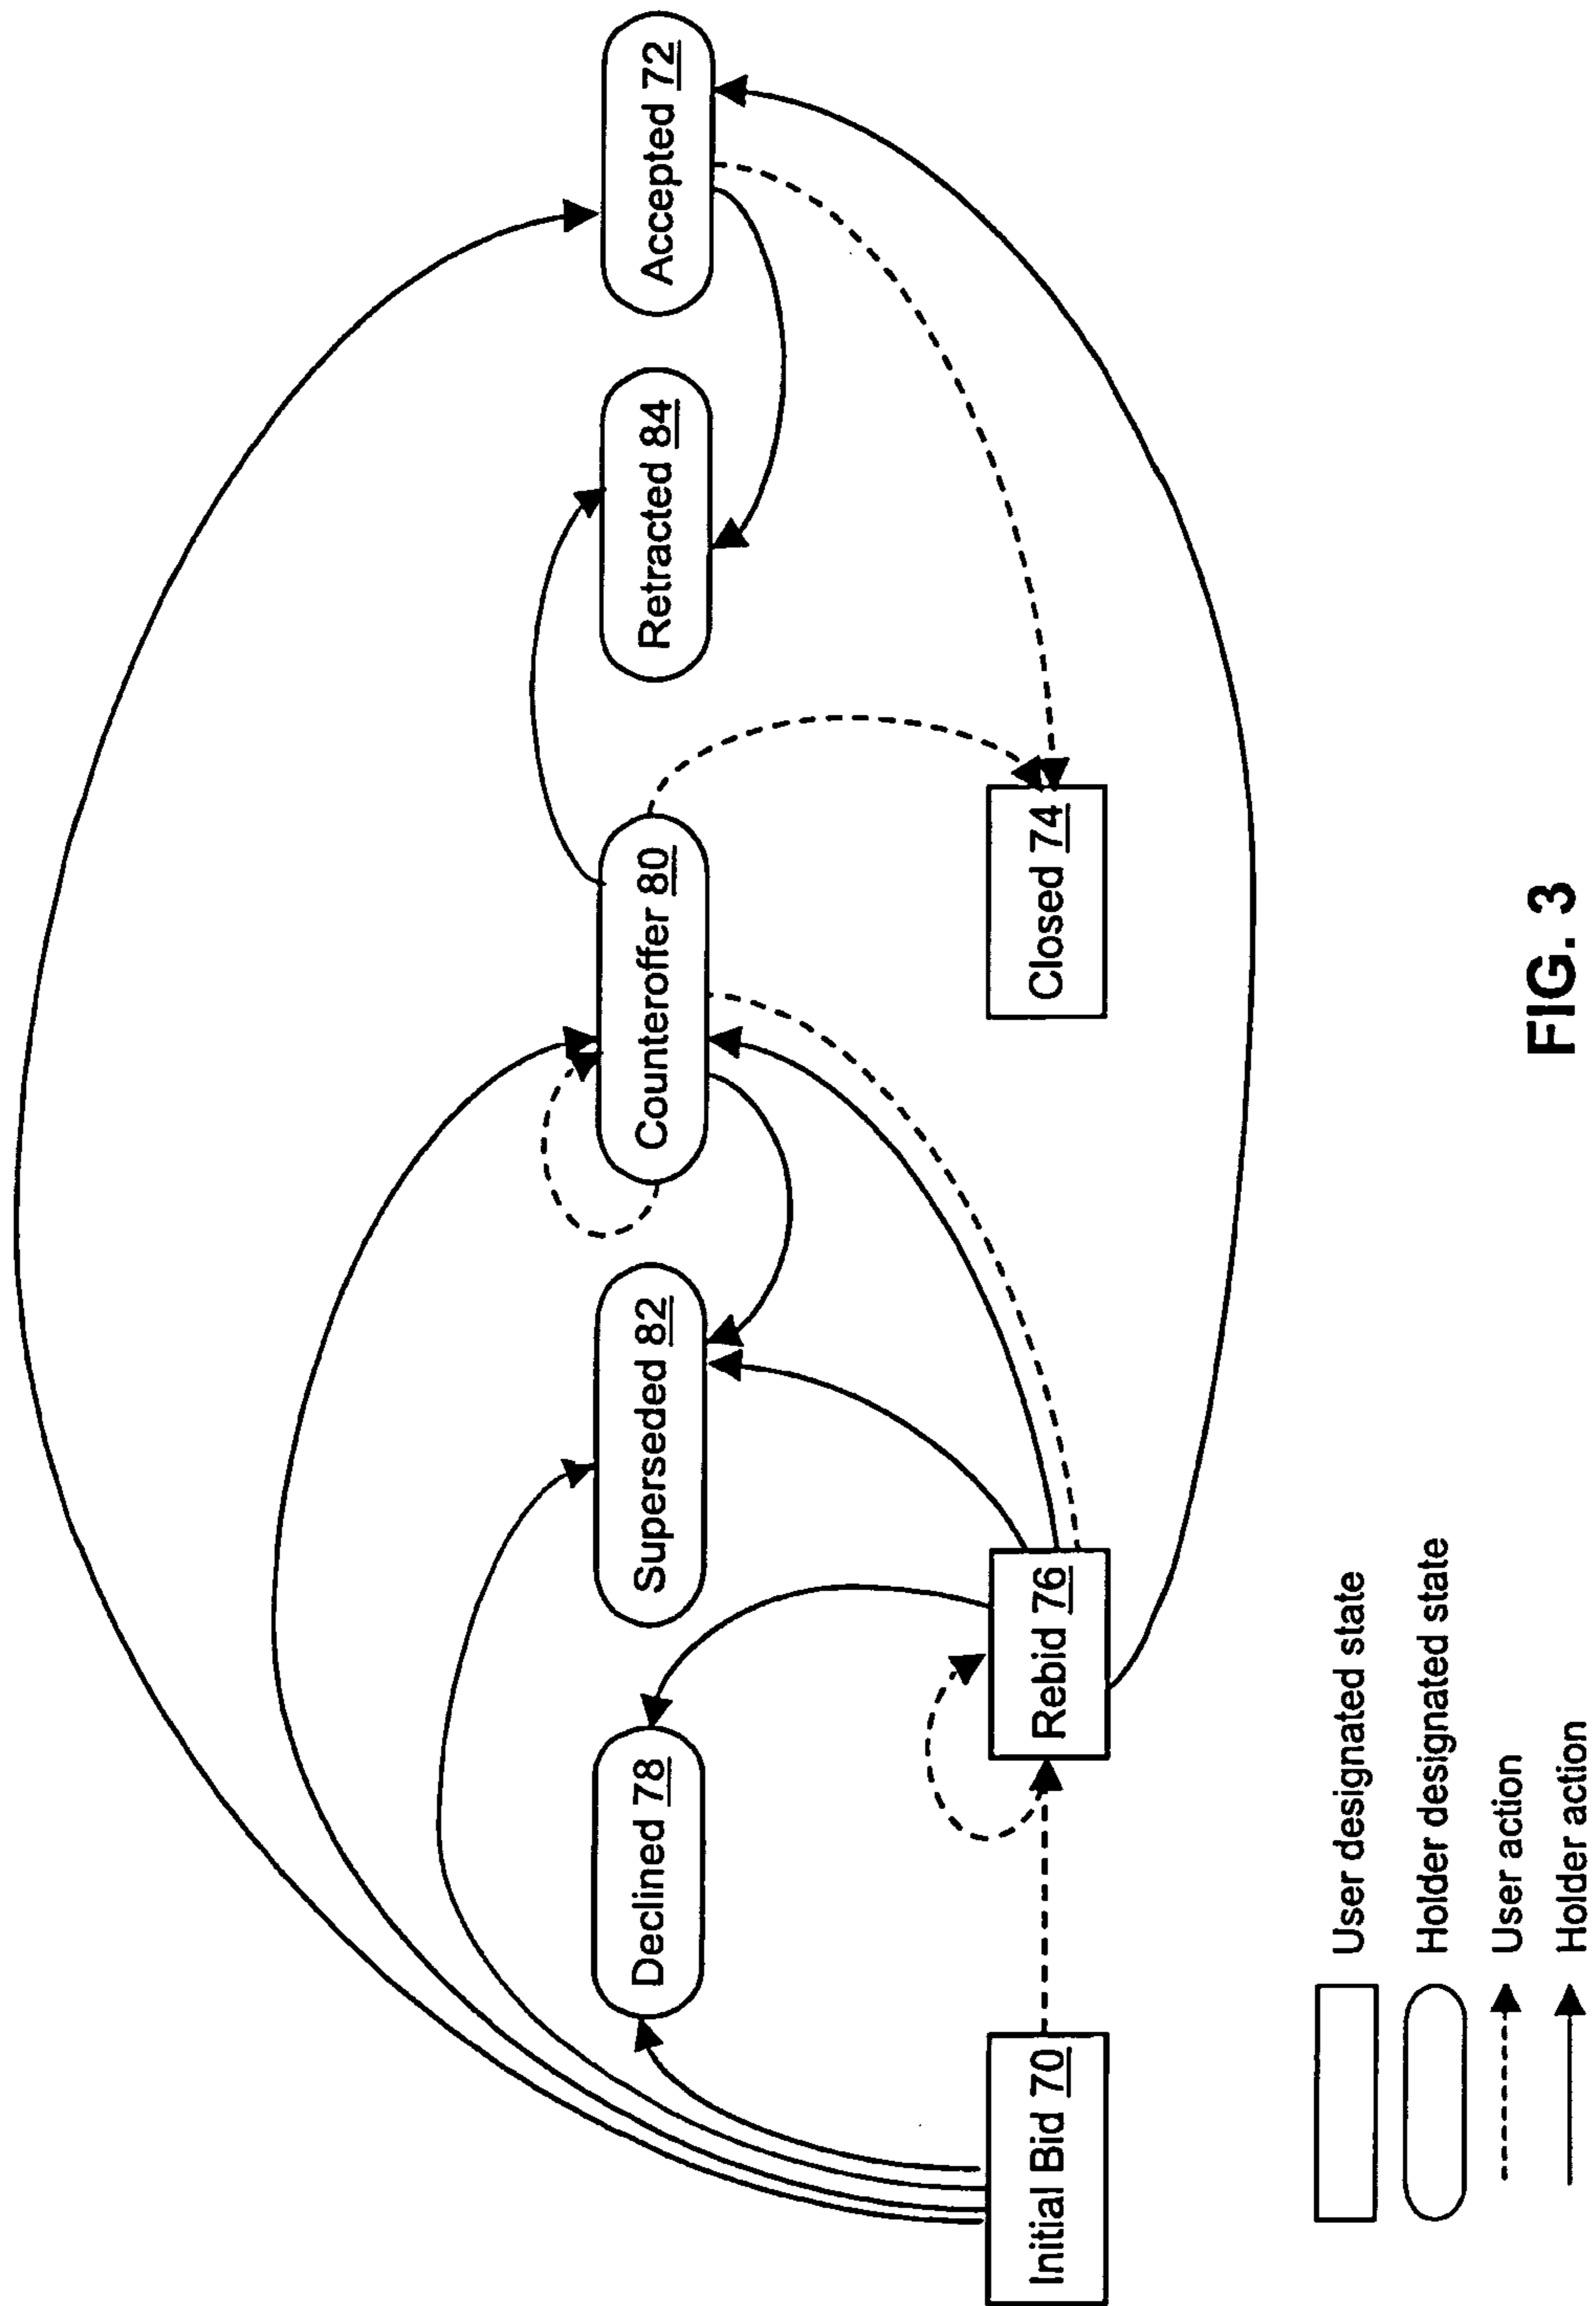 Declined 78
Superseded 82
Counteroffer 80
Retracted 84
Accepted 72
Initial Bid 70
Rebid 76
Closed 74
User designated state
Holder designated state
User action
Holder action
FIG. 3